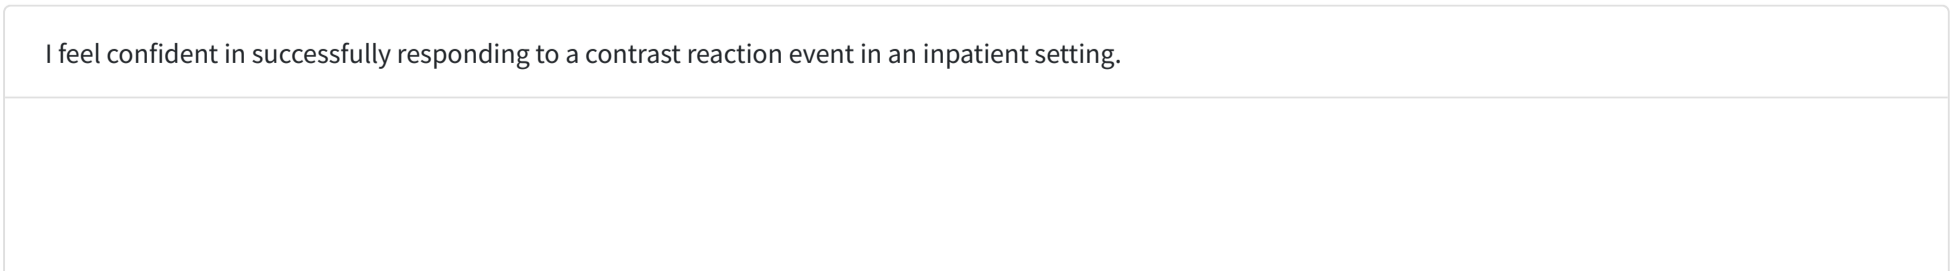 I feel confident in successfully responding to a contrast reaction event in an inpatient setting.